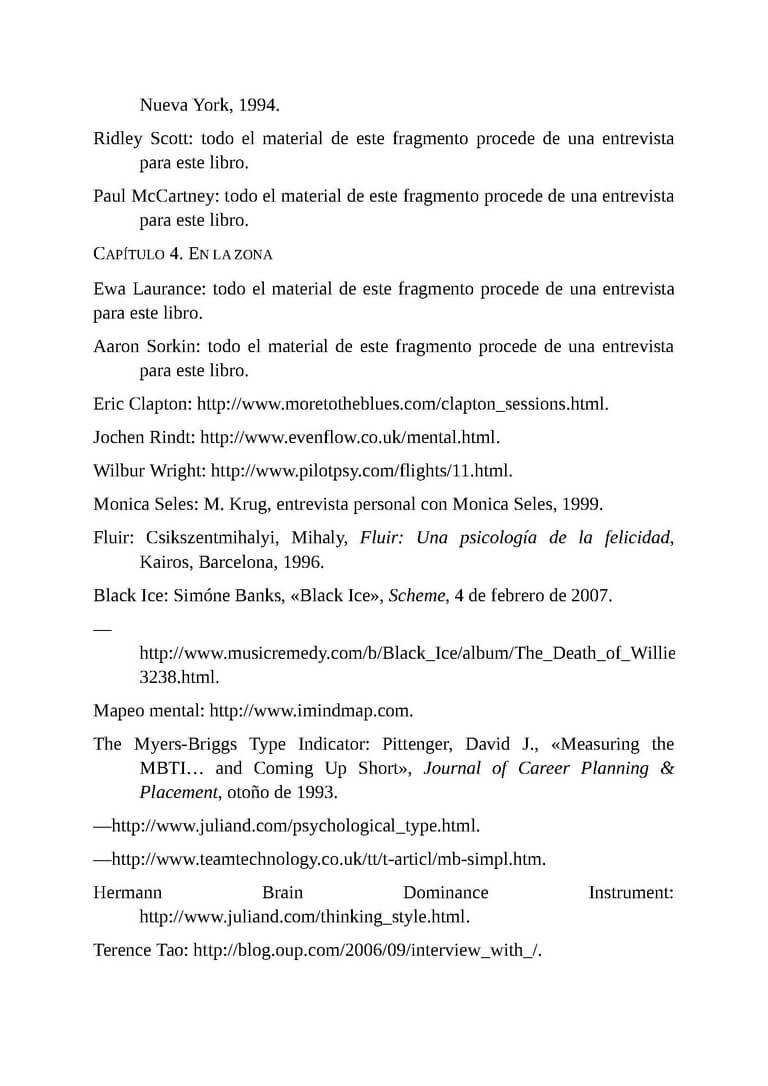 Nueva York, 1994.
Ridley Scott: todo el material de este fragmento procede de una entrevista
para este libro.
Paul McCartney: todo el material de este fragmento procede de una entrevista
para este libro.
CAPÍTULO 4. EN LA ZONA
Ewa Laurance: todo el material de este fragmento procede de una entrevista
para este libro.
Aaron Sorkin: todo el material de este fragmento procede de una entrevista
para este libro.
Eric Clapton: http://www.moretotheblues.com/clapton_sessions.html.
Jochen Rindt: http://www.evenflow.co.uk/mental.html.
Wilbur Wright: http://www.pilotpsy.com/flights/11.html.
Monica Seles: M. Krug, entrevista personal con Monica Seles, 1999.
Fluir: Csikszentmihalyi, Mihaly, Fluir: Una psicología de la felicidad,
Kairos, Barcelona, 1996.
Black Ice: Simóne Banks, «Black Ice», Scheme, 4 de febrero de 2007.
—
http://www.musicremedy.com/b/Black_Ice/album/The_Death_of_Willie
3238.html.
Mapeo mental: http://www.imindmap.com.
The Myers-Briggs Type Indicator: Pittenger, David J., «Measuring the
MBTI… and Coming Up Short», Journal of Career Planning &
Placement, otoño de 1993.
—http://www.juliand.com/psychological_type.html.
—http://www.teamtechnology.co.uk/tt/t-articl/mb-simpl.htm.
Hermann Brain Dominance Instrument:
http://www.juliand.com/thinking_style.html.
Terence Tao: http://blog.oup.com/2006/09/interview_with_/.